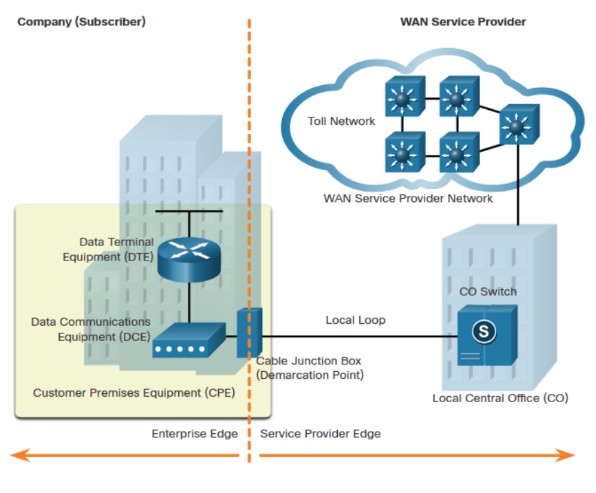 Company (Subscriber)
WAN Service Provider
Toll Network
WAN Service Provider Network
Data Terminal
Equipment (DTE)
CO Switch
S
Data Communications
Equipment (DCE)
Local Loop
Cable Junction Box
(Demarcation Point)
Customer Premises Equipment (CPE)
Local Central Office (CO)
Enterprise Edge
Service Provider Edge